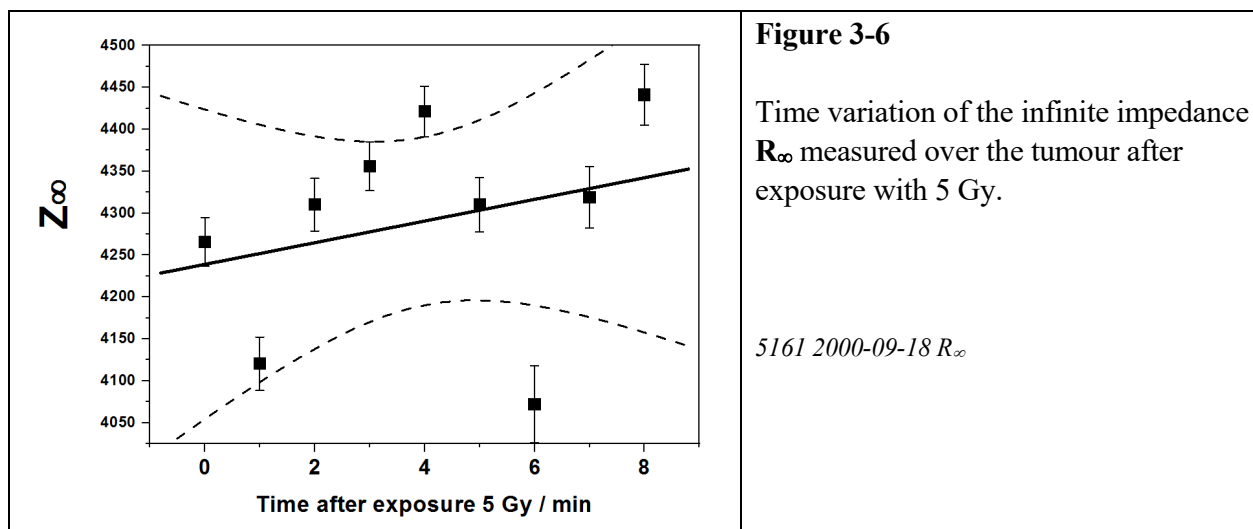 4500
4450
4400
4350
4300
4250
4200
4150
4100
4050
Z∞
0 2 4 6 8
Time after exposure 5 Gy / min
Figure 3-6
Time variation of the infinite impedance
R∞ measured over the tumour after
exposure with 5 Gy.
5161 2000-09-18 R∞